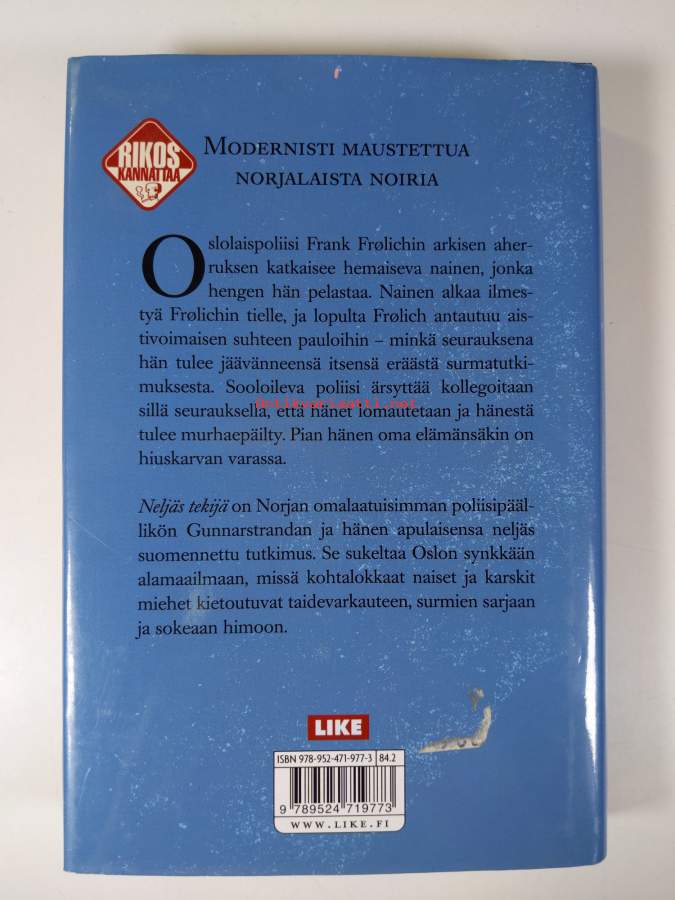 RIKOS
KANNATTAA
MODERNISTI MAUSTETTUA
NORJALAISTA NOIRIA
Oslolaispoliisi Frank Frølichin arkisen aher-
ruksen katkaisee hemaiseva nainen, jonka
hengen hän pelastaa. Nainen alkaa ilmes-
tyä Frølichin tielle, ja lopulta Frølich antautuu ais-
tivoimaisen suhteen pauloihin – minkä seurauksena
hän tulee jäävänneensä itsensä eräästä surmatutki-
muksesta. Sooloileva poliisi ärsyttää kollegoitaan
sillä seurauksella, että hänet lomautetaan ja hänestä
tulee murhaepäilty. Pian hänen oma elämänsäkin on
hiuskarvan varassa.
Antikvariaatti.net
Neljäs tekijä on Norjan omalaatuisimman poliisipääl-
likön Gunnarstrandan ja hänen apulaisensa neljäs
suomennettu tutkimus. Se sukeltaa Oslon synkkään
alamaailmaan, missä kohtalokkaat naiset ja karskit
miehet kietoutuvat taidevarkauteen, surmien sarjaan
ja sokeaan himoon.
LIKE
ISBN 978-952-471-977-3 84.2
9 789524 719773
WWW.LIKE.FI